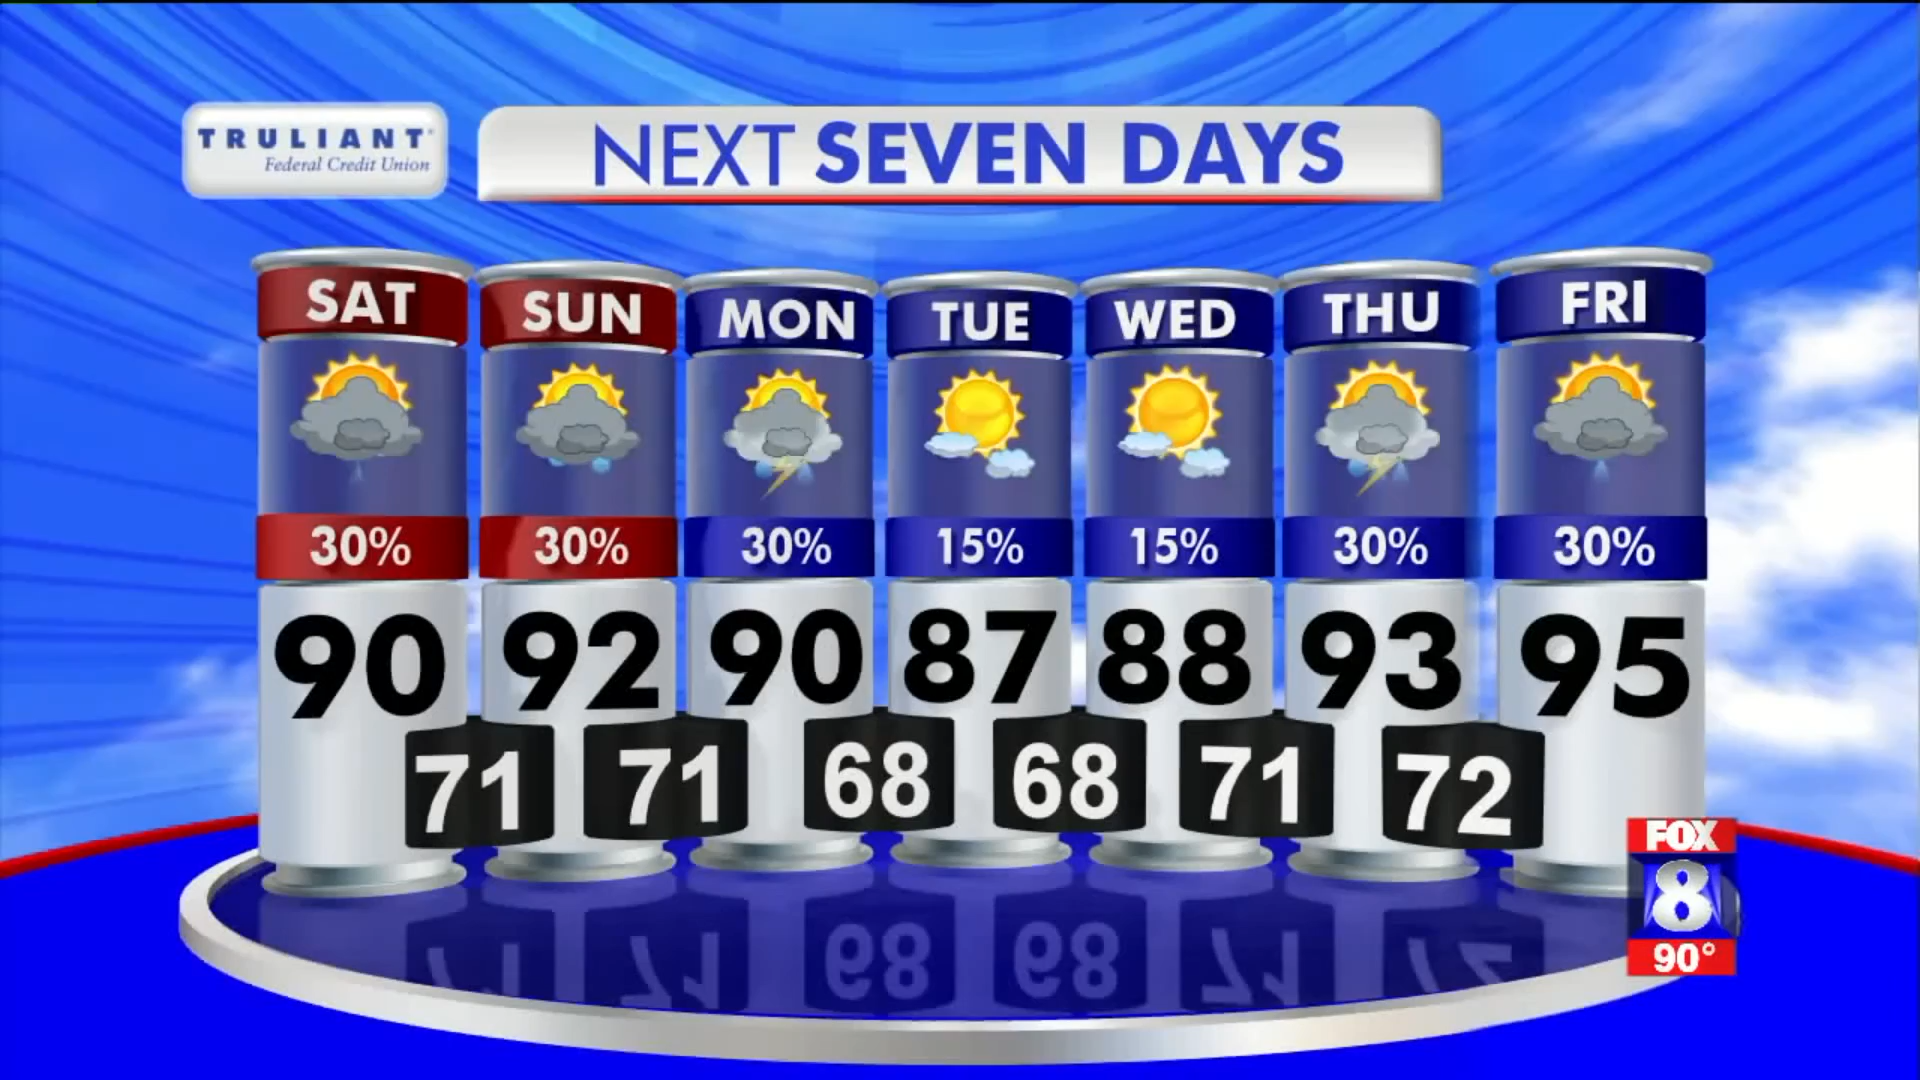 TRULIANT
Federal Credit Union
NEXT SEVEN DAYS
SAT SUN MON TUE WED THU FRI
30% 30% 30% 15% 15% 30% 30%
90 92 90 87 88 93 95
71 71 68 68 71 72
FOX
8
90°